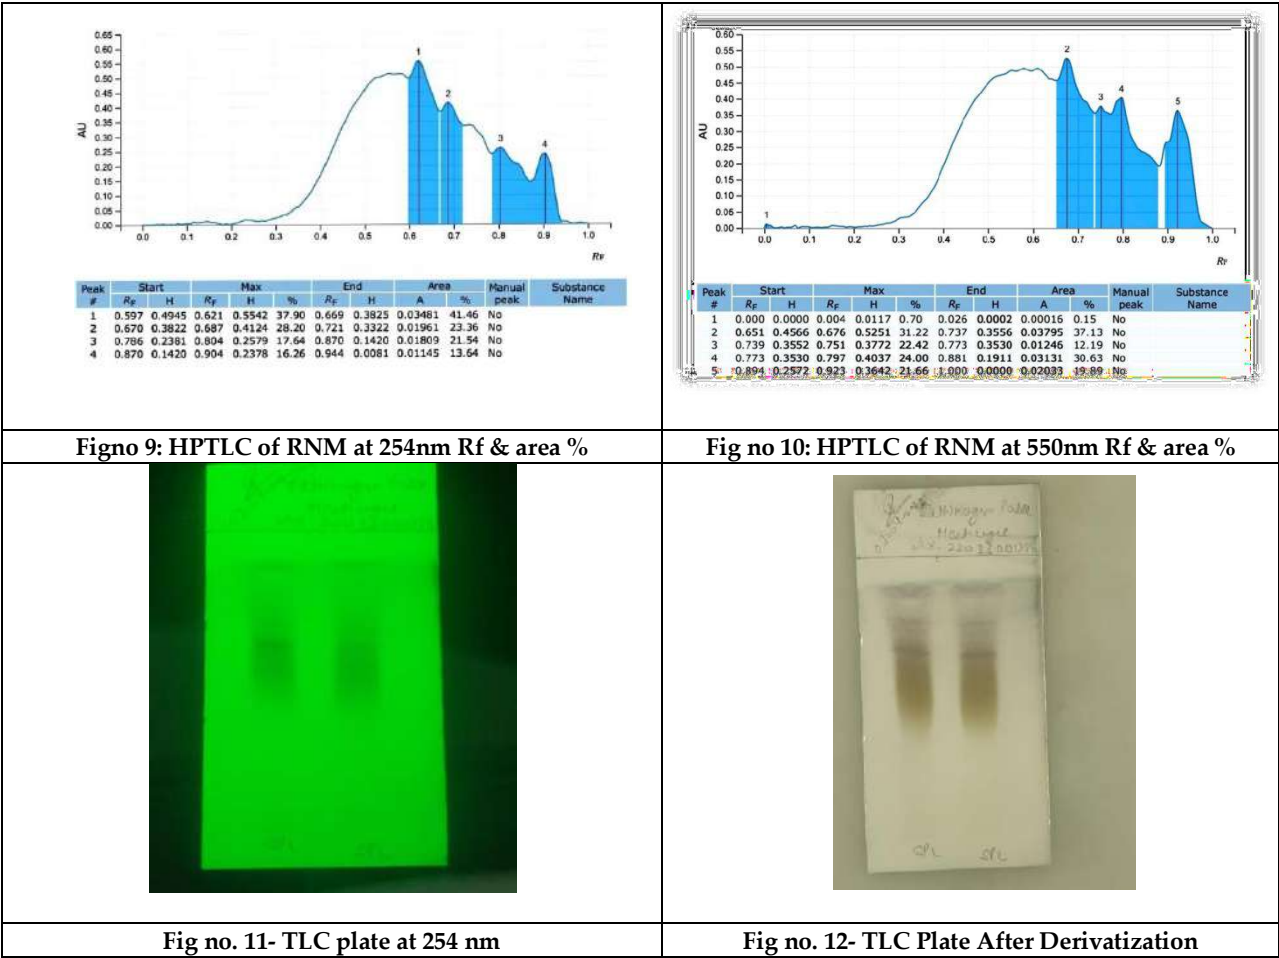 0.65
0.60
0.55
0.50
0.45
0.40
0.35
0.30
0.25
0.20
0.15
0.10
0.05
0.00
AU
1
2
3
4
0.0 0.1 0.2 0.3 0.4 0.5 0.6 0.7 0.8 0.9 1.0
RF
Peak Start Max End Area Manual Substance
# RF H RF H % RF H A % peak Name
1 0.597 0.4945 0.621 0.5542 37.90 0.669 0.3825 0.03481 41.46 No
2 0.670 0.3822 0.687 0.4124 28.20 0.721 0.3322 0.01961 23.36 No
3 0.786 0.2381 0.804 0.2579 17.64 0.870 0.1420 0.01809 21.54 No
4 0.870 0.1420 0.904 0.2378 16.26 0.944 0.0081 0.01145 13.64 No
Figno 9: HPTLC of RNM at 254nm Rf & area %
0.60
0.55
0.50
0.45
0.40
0.35
0.30
0.25
0.20
0.15
0.10
0.05
0.00
AU
1
2
3
4
5
0.0 0.1 0.2 0.3 0.4 0.5 0.6 0.7 0.8 0.9 1.0
RF
Peak Start Max End Area Manual Substance
# RF H RF H % RF H A % peak Name
1 0.000 0.0000 0.004 0.0117 0.70 0.026 0.0002 0.00016 0.15 No
2 0.651 0.4566 0.676 0.5251 31.22 0.737 0.3556 0.03795 37.13 No
3 0.739 0.3552 0.751 0.3772 22.42 0.773 0.3530 0.01246 12.19 No
4 0.773 0.3530 0.797 0.4037 24.00 0.881 0.1911 0.03131 30.63 No
5 0.894 0.2572 0.923 0.3642 21.66 1.000 0.0000 0.02033 19.89 No
Fig no 10: HPTLC of RNM at 550nm Rf & area %
Fig no. 11- TLC plate at 254 nm
SPL SPL
Fig no. 12- TLC Plate After Derivatization